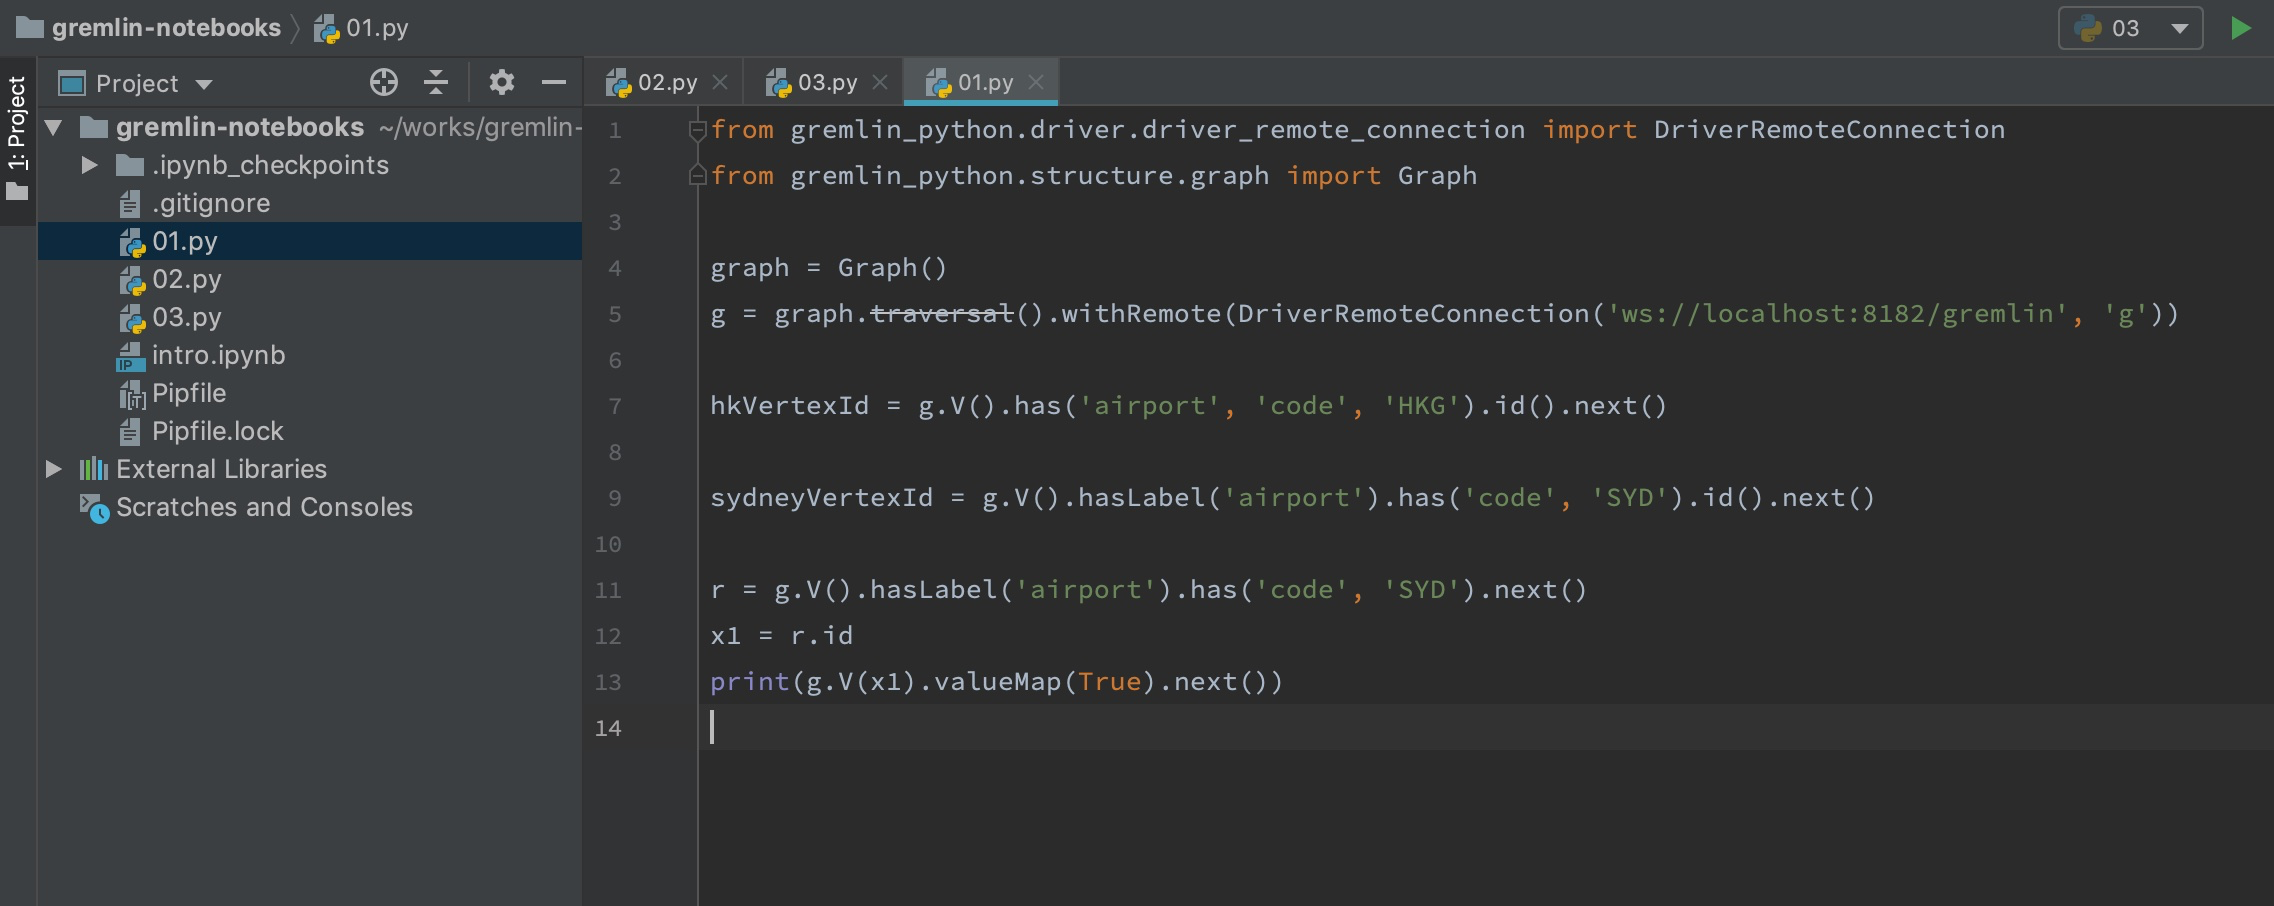 gremlin-notebooks 01.py 03
1: Project
Project
gremlin-notebooks ~/works/gremlin-
.ipynb_checkpoints
.gitignore
01.py
02.py
03.py
intro.ipynb
Pipfile
Pipfile.lock
External Libraries
Scratches and Consoles
02.py 03.py 01.py
1 from gremlin_python.driver.driver_remote_connection import DriverRemoteConnection
2 from gremlin_python.structure.graph import Graph
3
4 graph = Graph()
5 g = graph.traversal().withRemote(DriverRemoteConnection('ws://localhost:8182/gremlin', 'g'))
6
7 hkVertexId = g.V().has('airport', 'code', 'HKG').id().next()
8
9 sydneyVertexId = g.V().hasLabel('airport').has('code', 'SYD').id().next()
10
11 r = g.V().hasLabel('airport').has('code', 'SYD').next()
12 x1 = r.id
13 print(g.V(x1).valueMap(True).next())
14